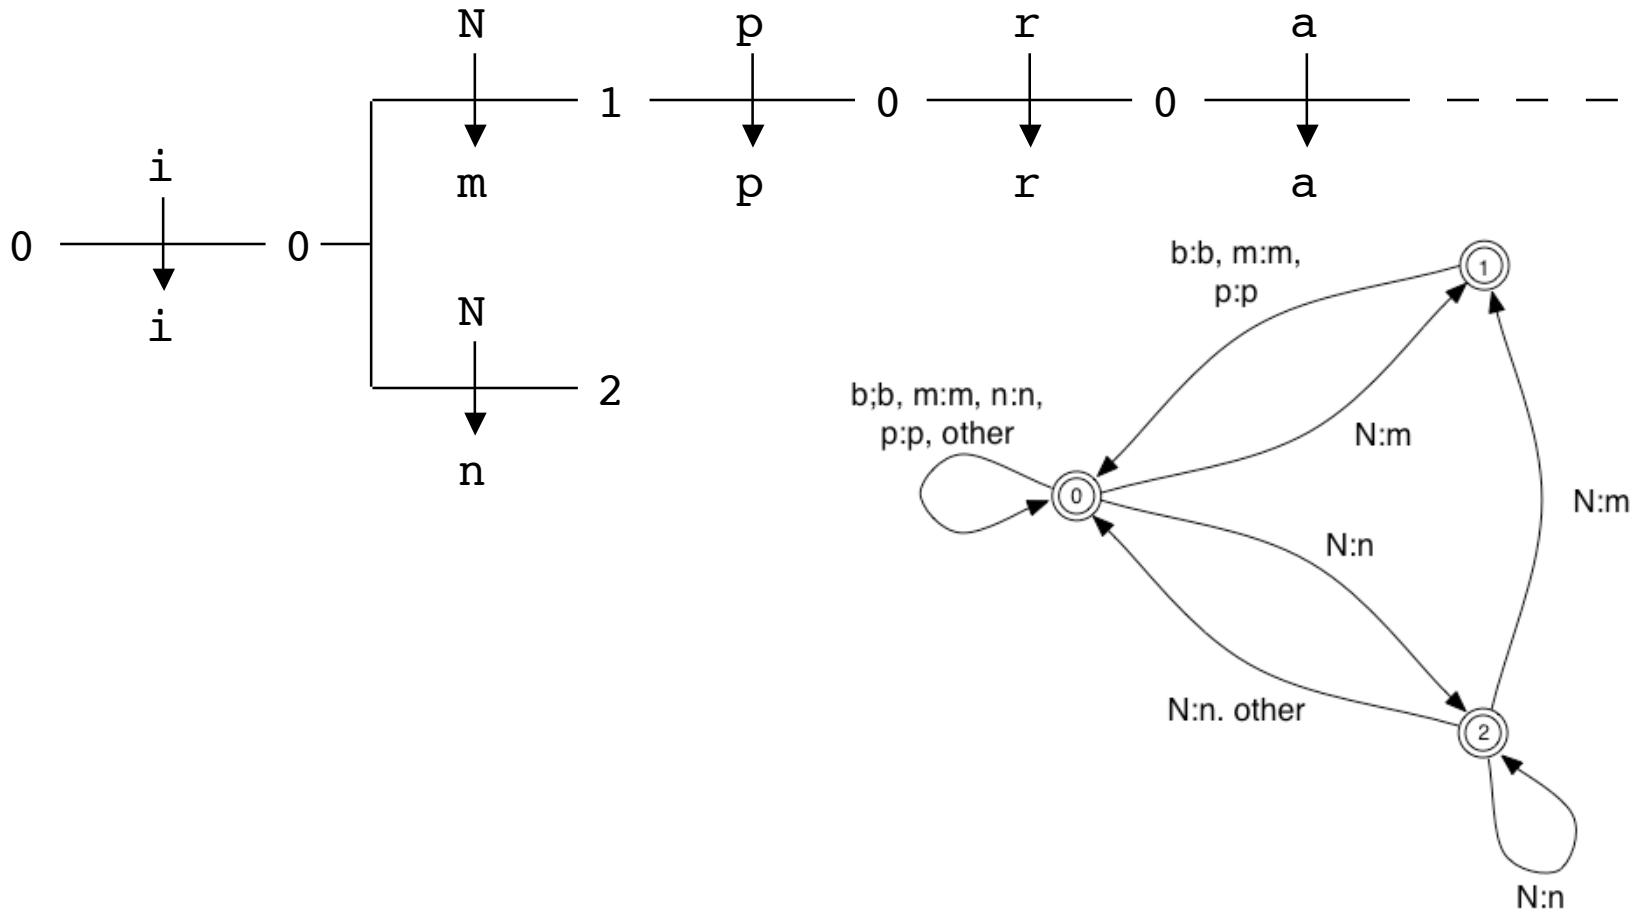 N p r a
1 0 0
m p r a
i
0 0
i
N
2
n
b:b, m:m,
p:p
1
b;b, m:m, n:n,
p:p, other
N:m
0
N:m
N:n
N:n. other
2
N:n